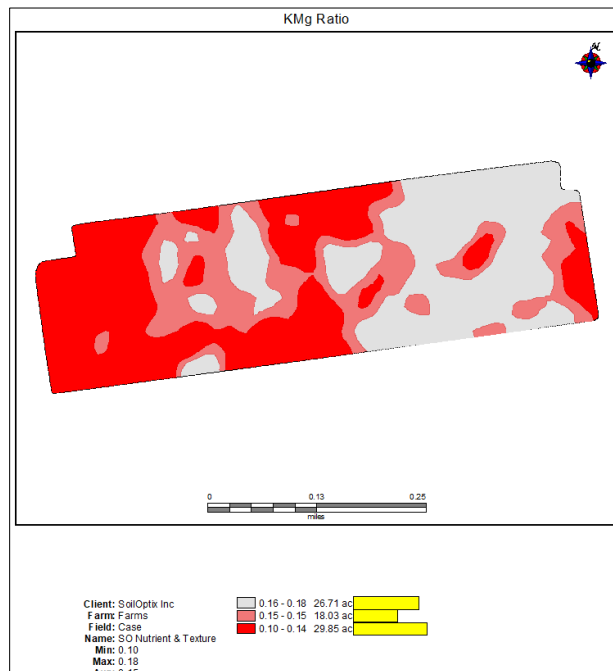 KMg Ratio
N
0 0.13 0.25
miles
Client: SoilOptix Inc
Farm: Farms
Field: Case
Name: SO Nutrient & Texture
Min: 0.10
Max: 0.18
0.16 - 0.18 26.71 ac
0.15 - 0.15 18.03 ac
0.10 - 0.14 29.85 ac